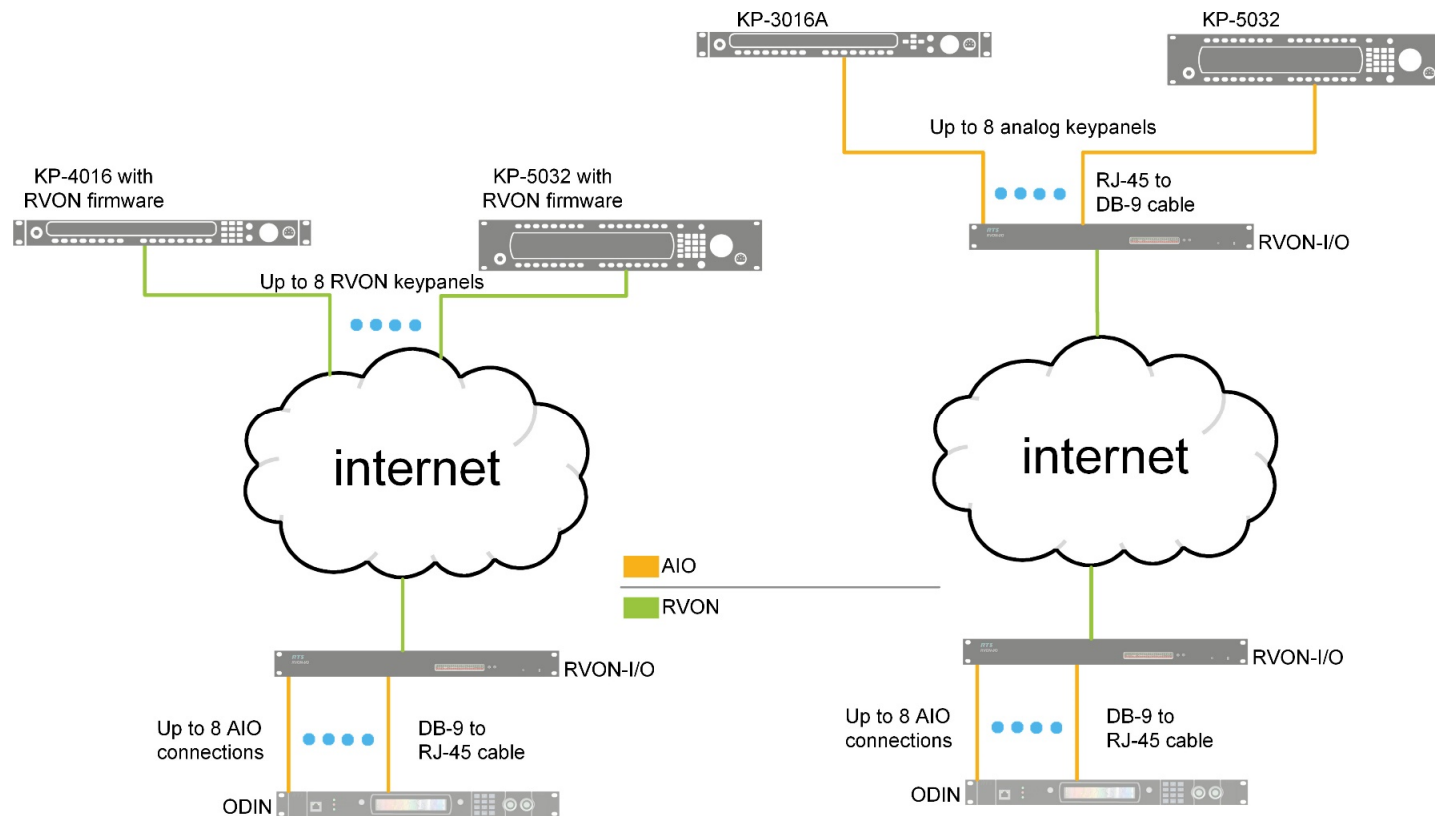 KP-3016A
KP-5032
Up to 8 analog keypanels
KP-4016 with
RVON firmware
KP-5032 with
RVON firmware
RJ-45 to
DB-9 cable
RTS
RVON-I/O
Up to 8 RVON keypanels
internet
internet
AIO
RVON
RTS
RVON-I/O
RTS
RVON-I/O
Up to 8 AIO
connections
DB-9 to
RJ-45 cable
Up to 8 AIO
connections
DB-9 to
RJ-45 cable
ODIN
ODIN